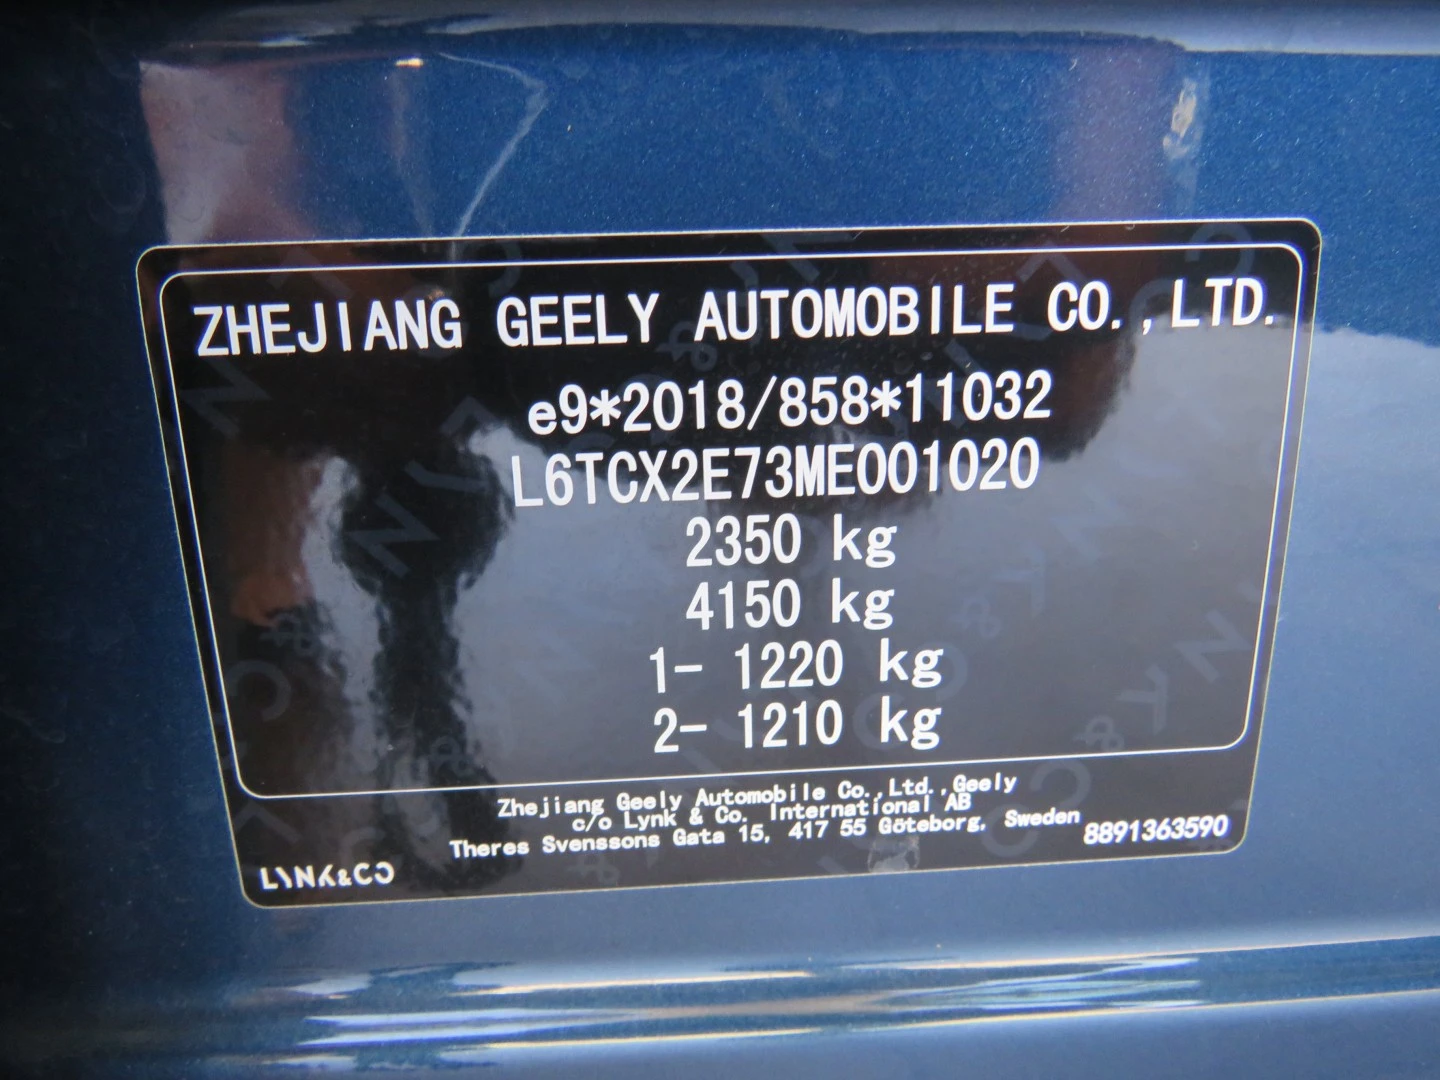 ZHEJIANG GEELY AUTOMOBILE CO.,LTD.
e9*2018/858*11032
L6TCX2E73ME001020
2350 kg
4150 kg
1- 1220 kg
2- 1210 kg
Zhejiang Geely Automobile Co.,Ltd.,Geely
c/o Lynk & Co. International AB
Theres Svenssons Gata 15, 417 55 Göteborg, Sweden
8891363590
LYNK&CO